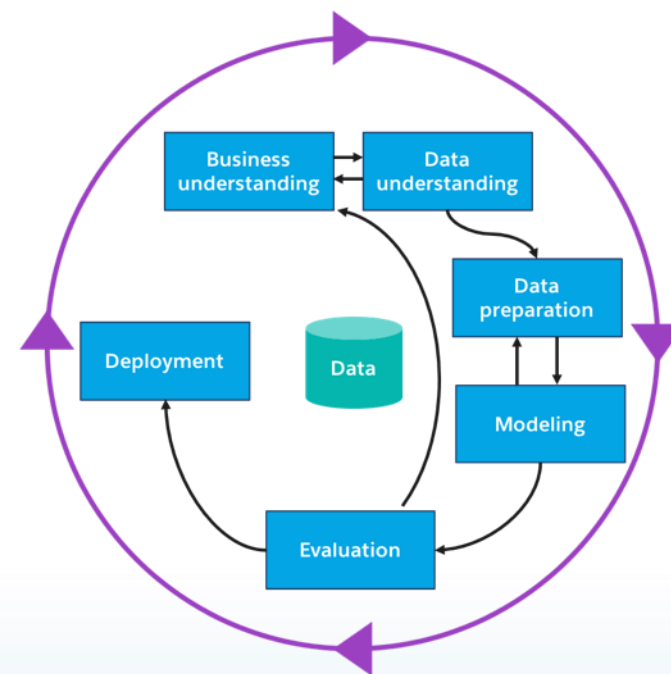 Business
understanding
Data
understanding
Data
preparation
Deployment
Data
Modeling
Evaluation